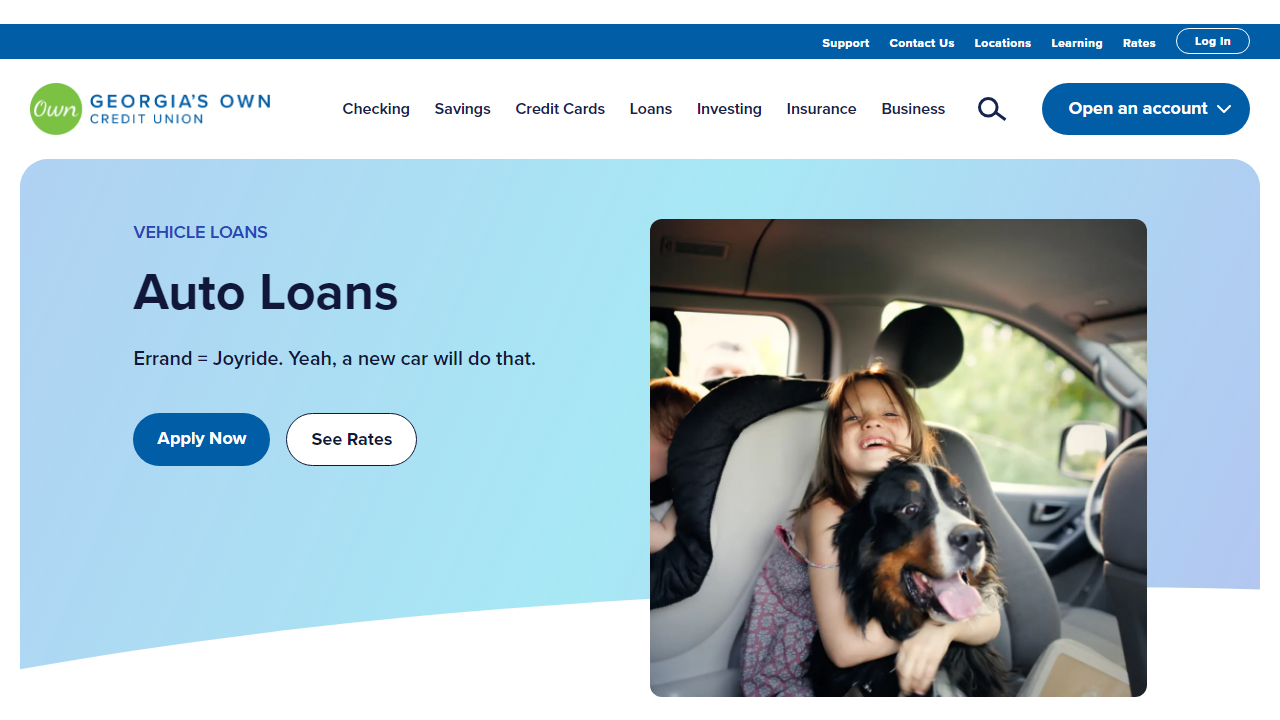 Support Contact Us Locations Learning Rates Log In
Own GEORGIA'S OWN
CREDIT UNION
Checking Savings Credit Cards Loans Investing Insurance Business Open an account
VEHICLE LOANS
Auto Loans
Errand = Joyride. Yeah, a new car will do that.
Apply Now See Rates